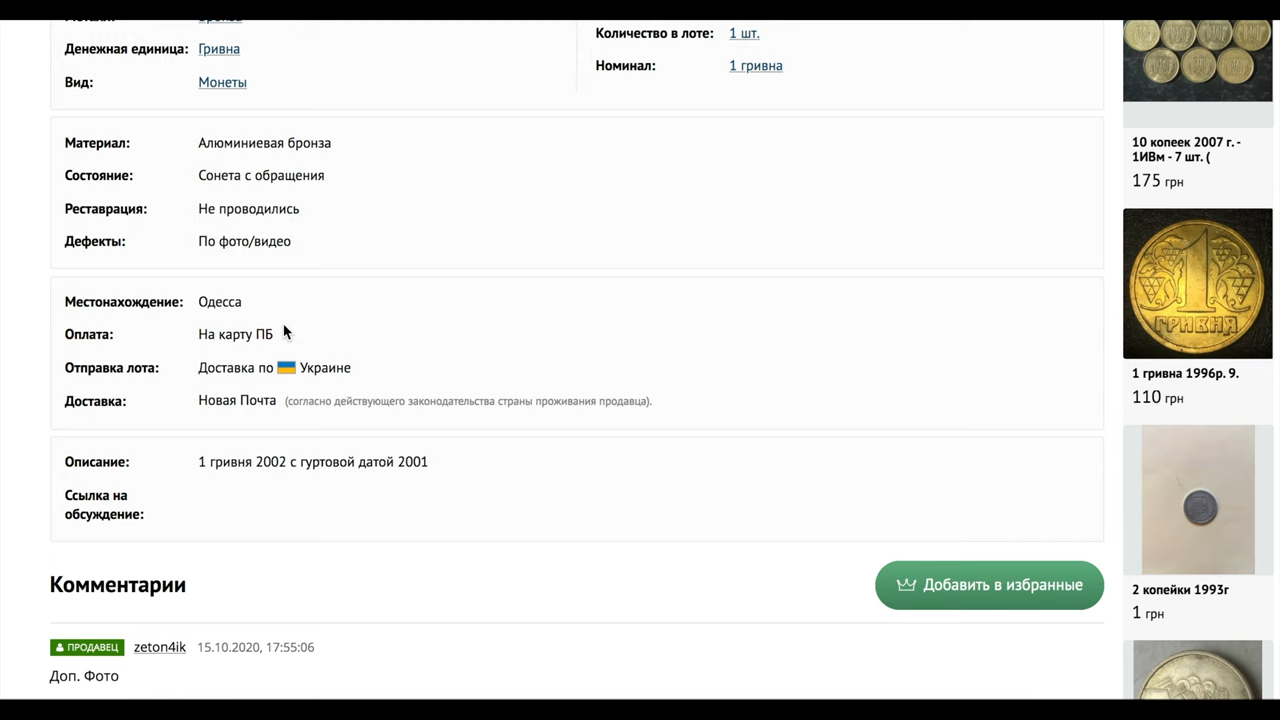 бронза
Денежная единица: Гривна
Вид: Монеты
Количество в лоте: 1 шт.
Номинал: 1 гривна
Материал: Алюминиевая бронза
Состояние: Сонета с обращения
Реставрация: Не проводились
Дефекты: По фото/видео
Местонахождение: Одесса
Оплата: На карту ПБ
Отправка лота: Доставка по Украине
Доставка: Новая Почта (согласно действующего законодательства страны проживания продавца).
Описание: 1 гривня 2002 с гуртовой датой 2001
Ссылка на
обсуждение:
Комментарии
Добавить в избранные
ПРОДАВЕЦ zeton4ik 15.10.2020, 17:55:06
Доп. Фото
10 копеек 2007 г. -
1ИВм - 7 шт. (
175 грн
1
ГРИВНЯ
1 гривна 1996р. 9.
110 грн
2 копейки 1993г
1 грн